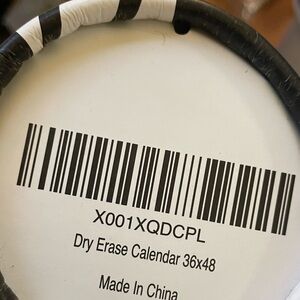 X001XQDCPL
Dry Erase Calendar 36x48
Made In China